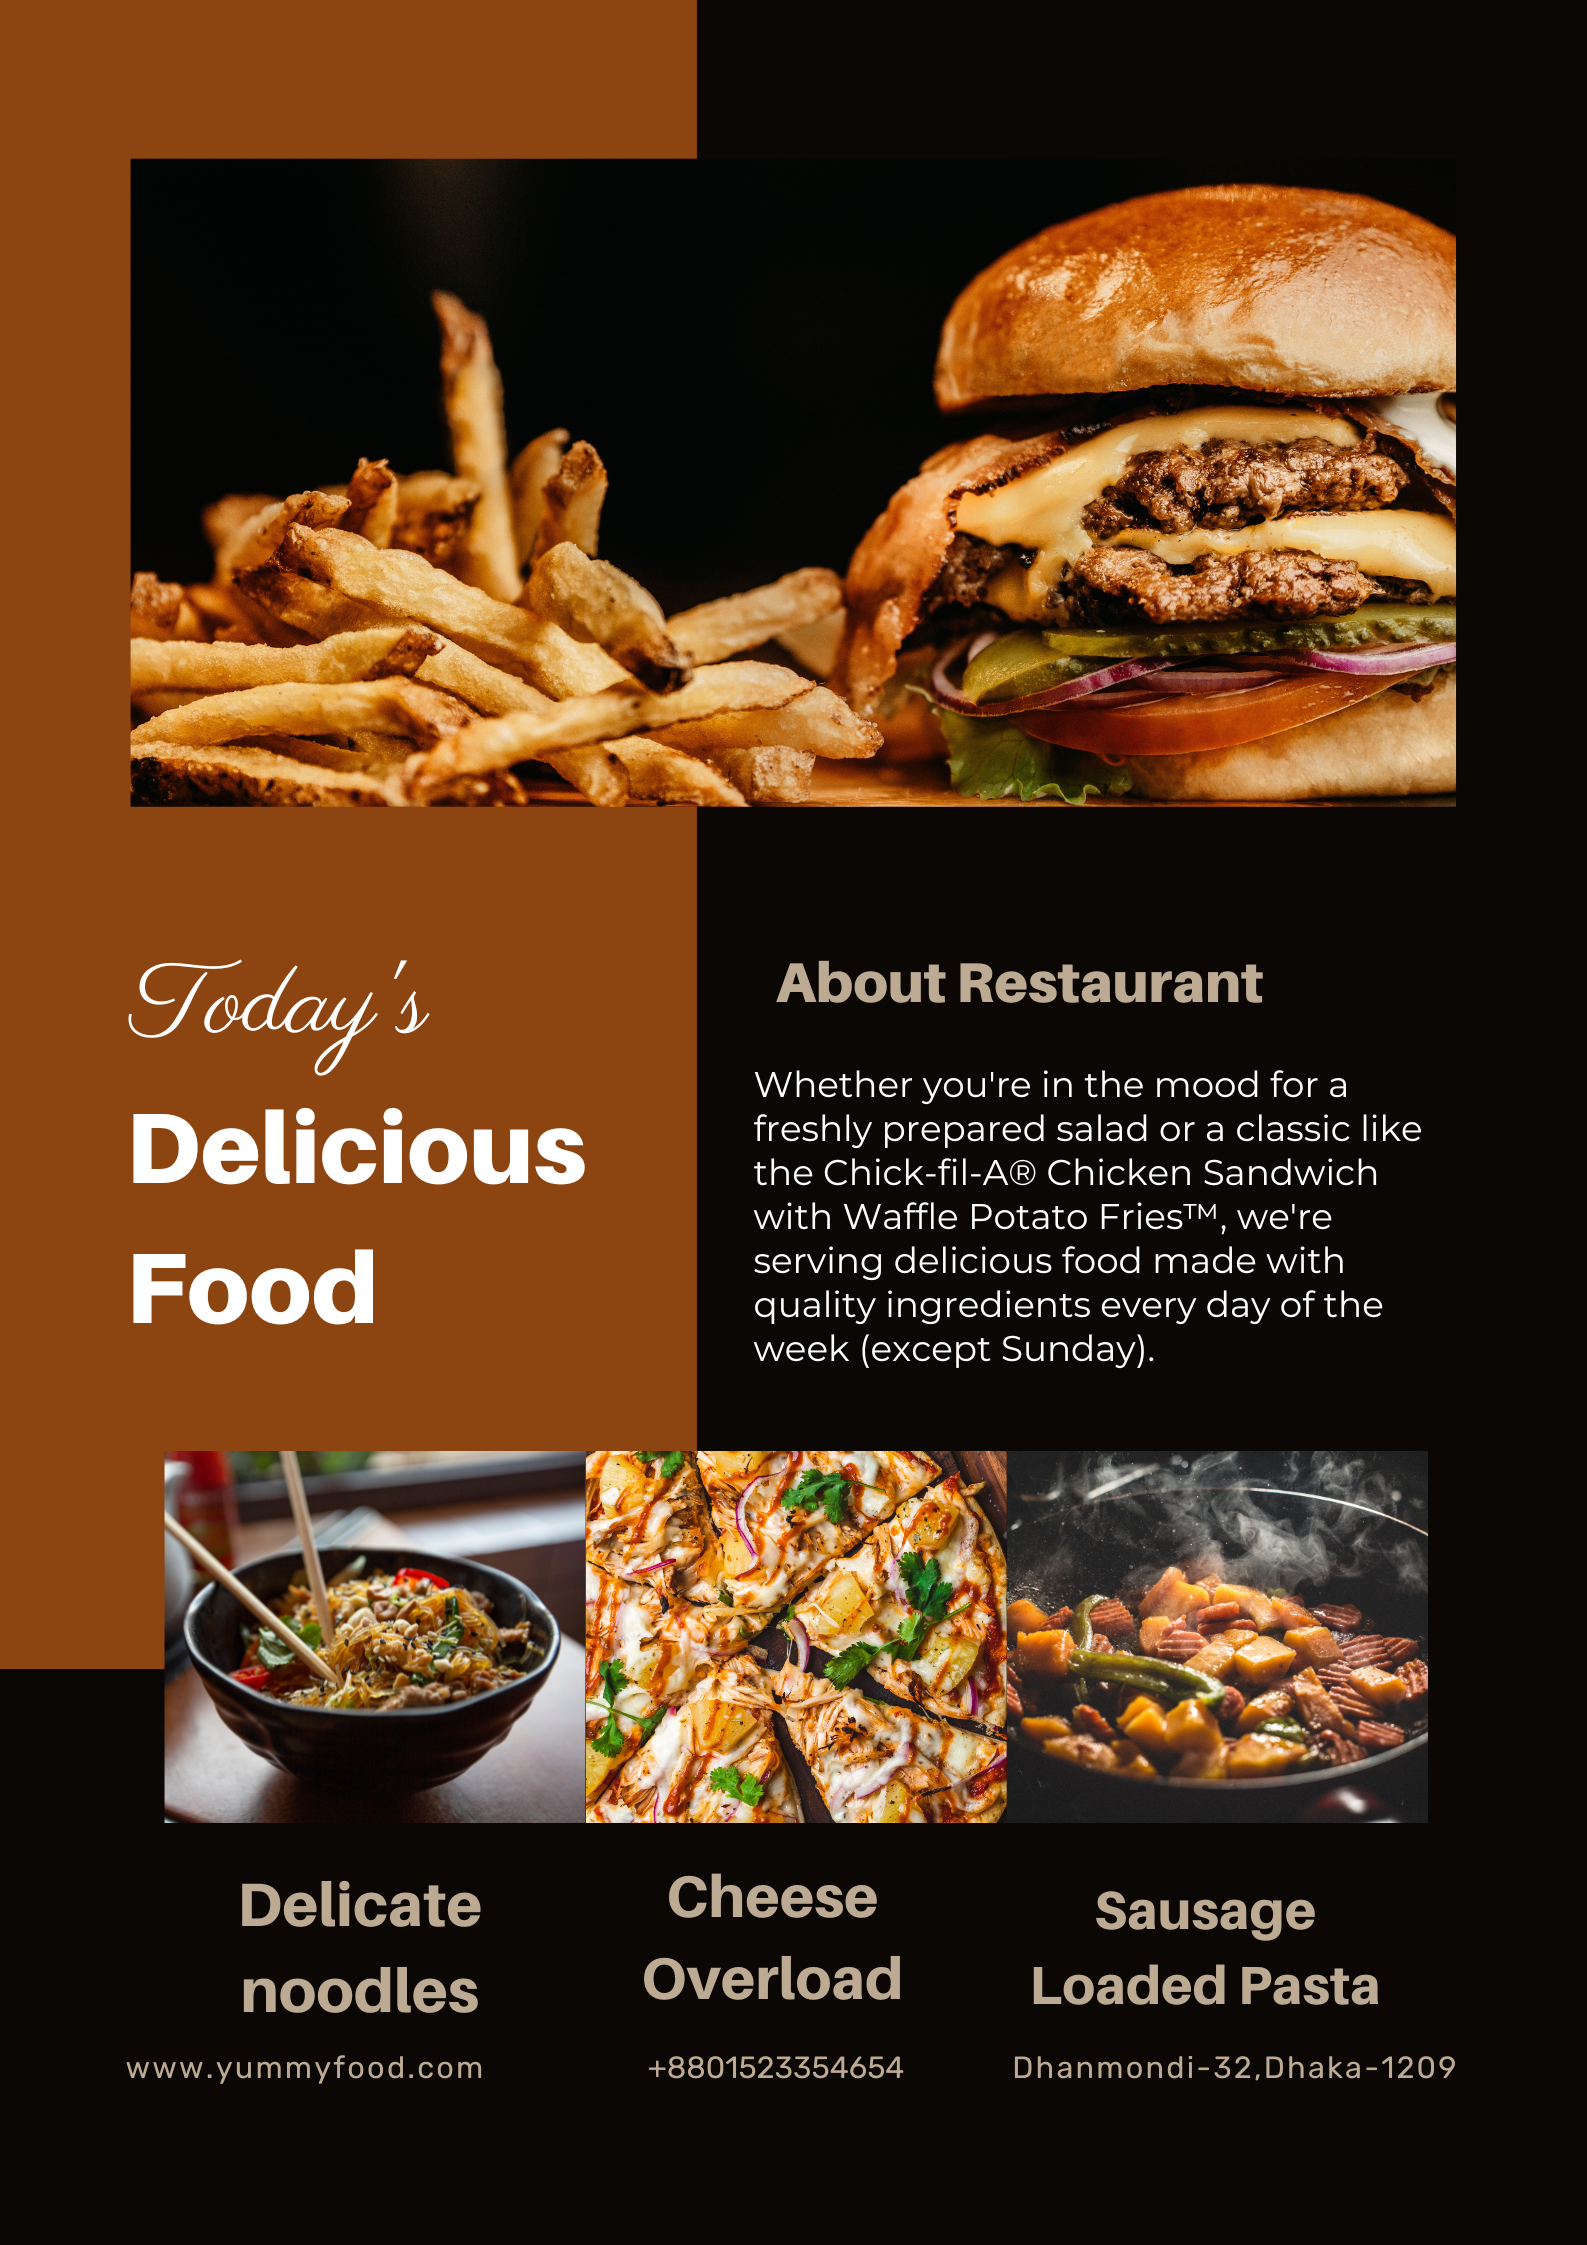 Today's
Delicious
Food
About Restaurant
Whether you're in the mood for a
freshly prepared salad or a classic like
the Chick-fil-A® Chicken Sandwich
with Waffle Potato Fries™, we're
serving delicious food made with
quality ingredients every day of the
week (except Sunday).
Delicate
noodles
Cheese
Overload
Sausage
Loaded Pasta
www.yummyfood.com
+8801523354654
Dhanmondi-32,Dhaka-1209